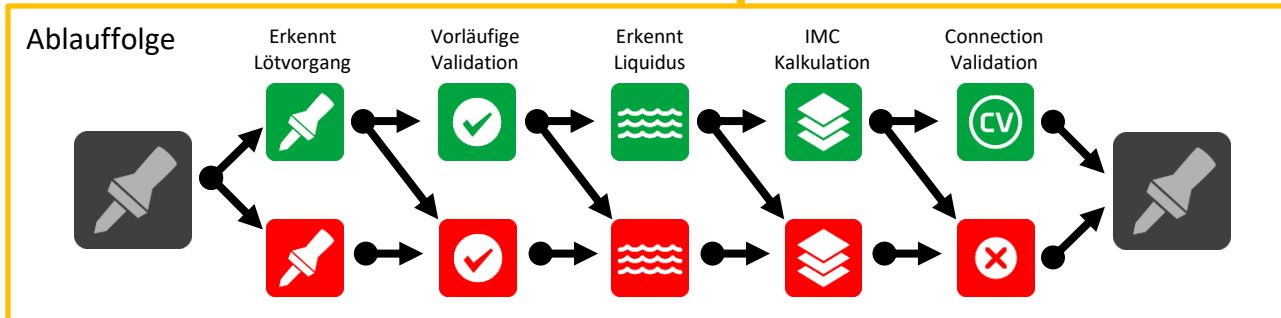 Ablauffolge
Erkennt
Lötvorgang
Vorläufige
Validation
Erkennt
Liquidus
IMC
Kalkulation
Connection
Validation
CV